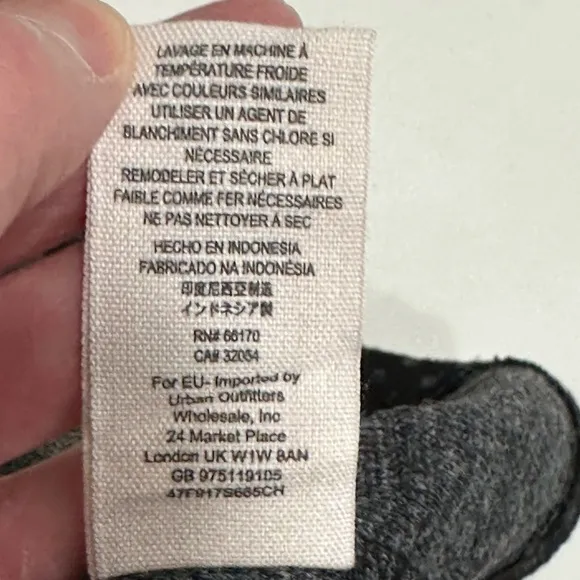 LAVAGE EN MACHINE À
TEMPÉRATURE FROIDE
AVEC COULEURS SIMILAIRES
UTILISER UN AGENT DE
BLANCHIMENT SANS CHLORE SI
NÉCESSAIRE
REMODELER ET SÉCHER À PLAT
FAIBLE COMME FER NÉCESSAIRES
NE PAS NETTOYER À SEC
HECHO EN INDONESIA
FABRICADO NA INDONÉSIA
印度尼西亞制造
インドネシア製
RN# 66170
CA# 32054
For EU- Imported by
Urban Outfitters
Wholesale, Inc
24 Market Place
London UK W1W 8AN
GB 975119105
47F917S665CH